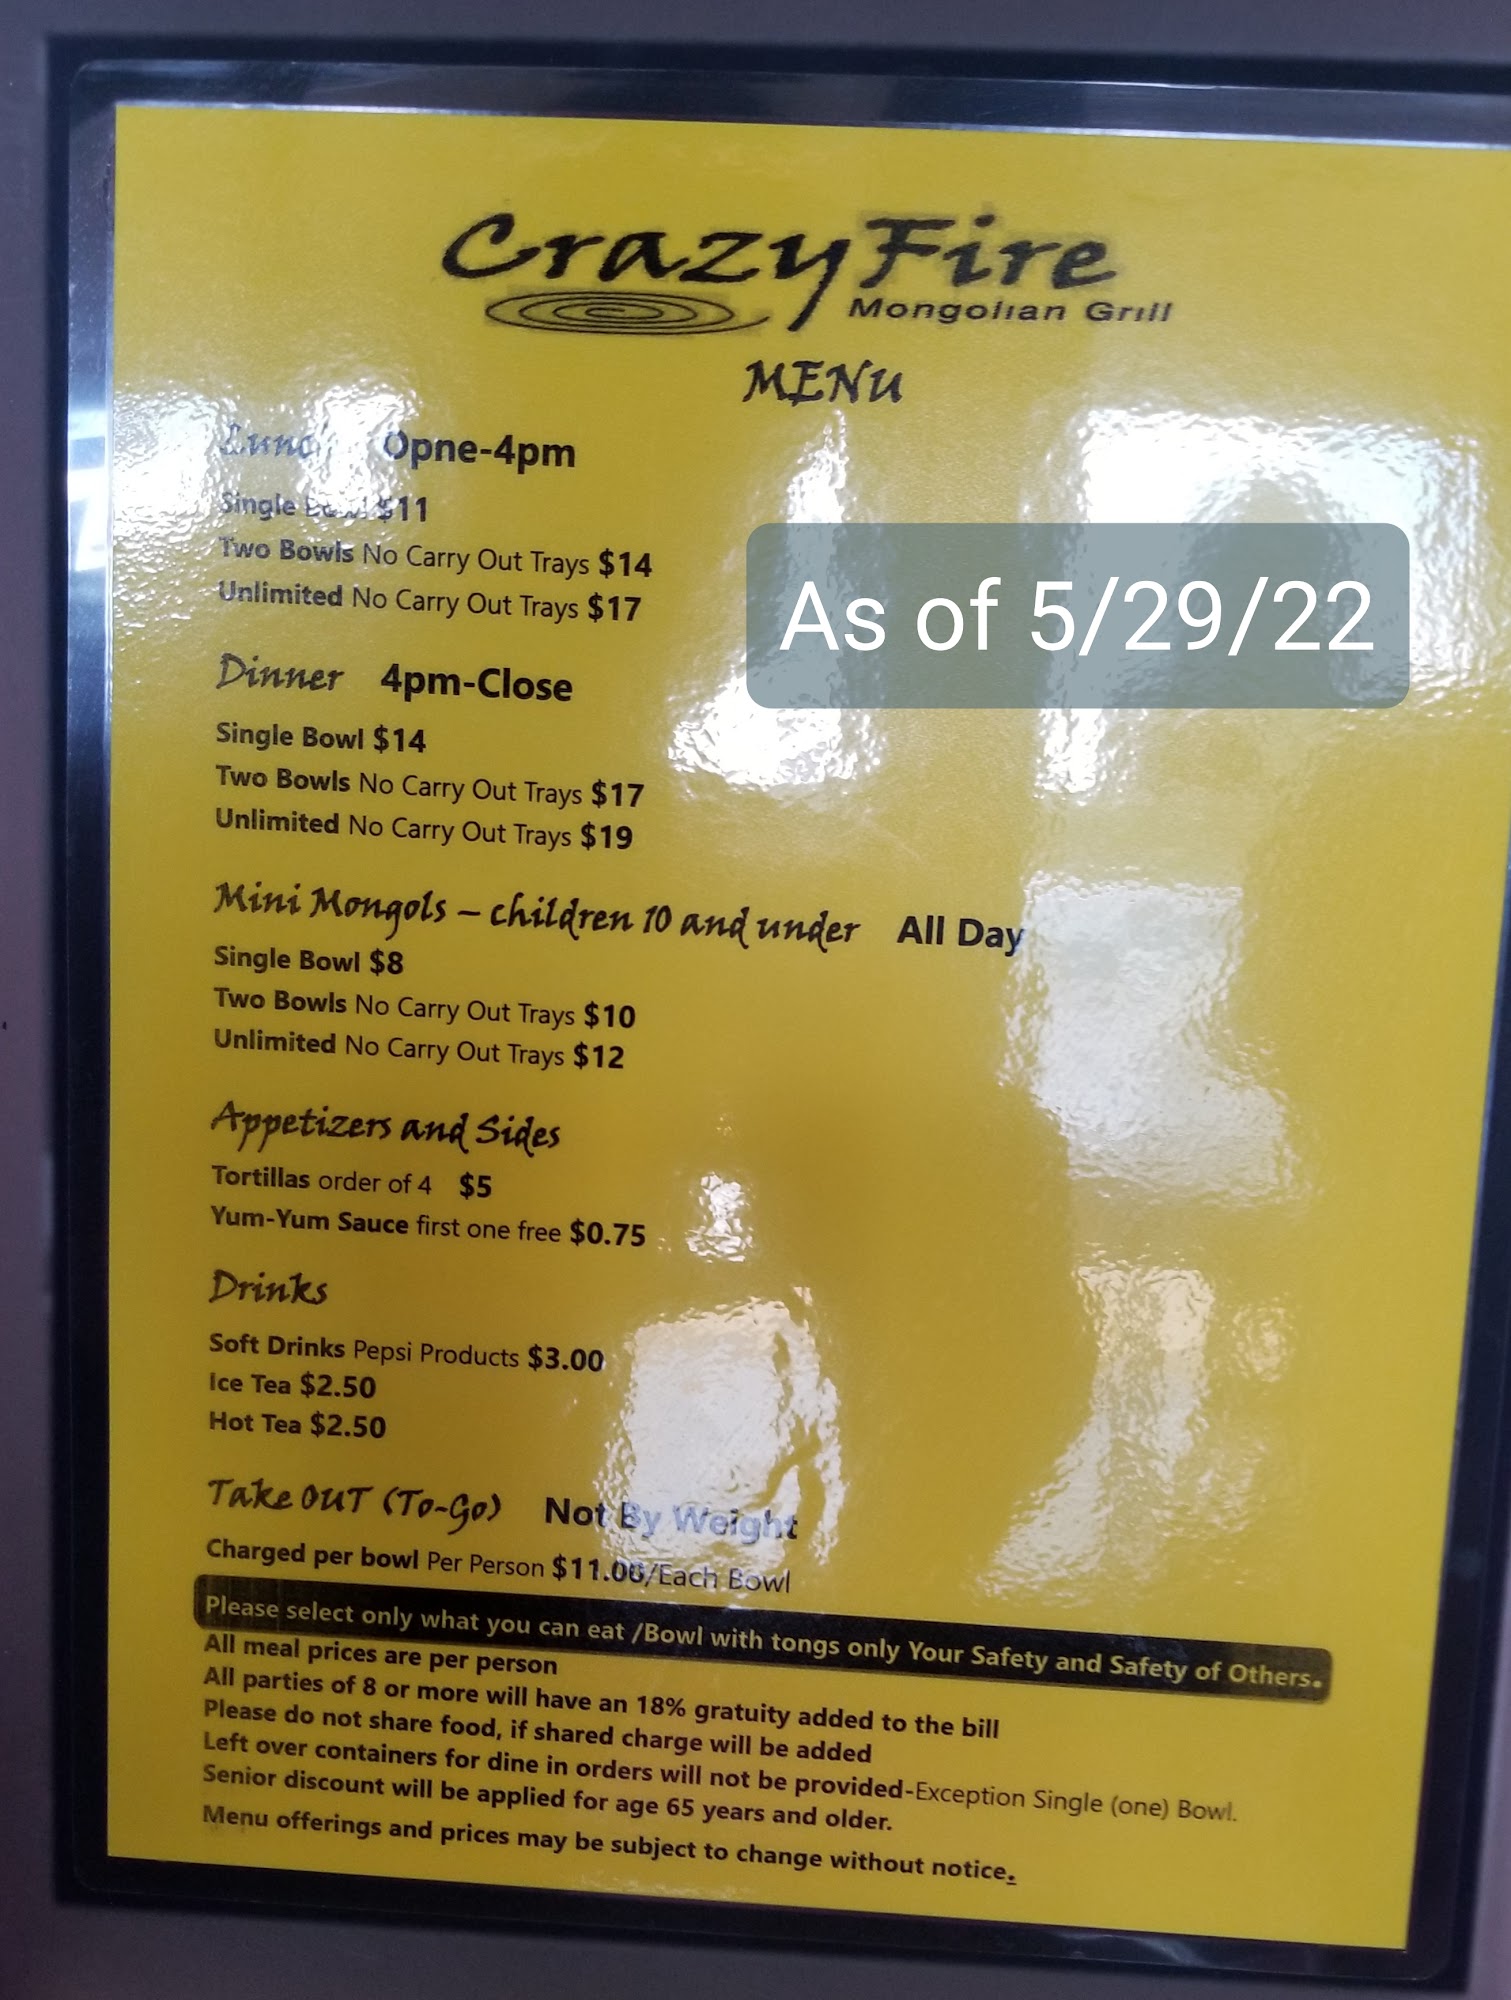 CrazyFire
Mongolian Grill
MENU
Lunch Opne-4pm
Single Bowl $11
Two Bowls No Carry Out Trays $14
Unlimited No Carry Out Trays $17
As of 5/29/22
Dinner 4pm-Close
Single Bowl $14
Two Bowls No Carry Out Trays $17
Unlimited No Carry Out Trays $19
Mini Mongols – children 10 and under All Day
Single Bowl $8
Two Bowls No Carry Out Trays $10
Unlimited No Carry Out Trays $12
Appetizers and Sides
Tortillas order of 4 $5
Yum-Yum Sauce first one free $0.75
Drinks
Soft Drinks Pepsi Products $3.00
Ice Tea $2.50
Hot Tea $2.50
Take OUT (To-Go) Not By Weight
Charged per bowl Per Person $11.00/Each Bowl
Please select only what you can eat /Bowl with tongs only Your Safety and Safety of Others.
All meal prices are per person
All parties of 8 or more will have an 18% gratuity added to the bill
Please do not share food, if shared charge will be added
Left over containers for dine in orders will not be provided-Exception Single (one) Bowl.
Senior discount will be applied for age 65 years and older.
Menu offerings and prices may be subject to change without notice.